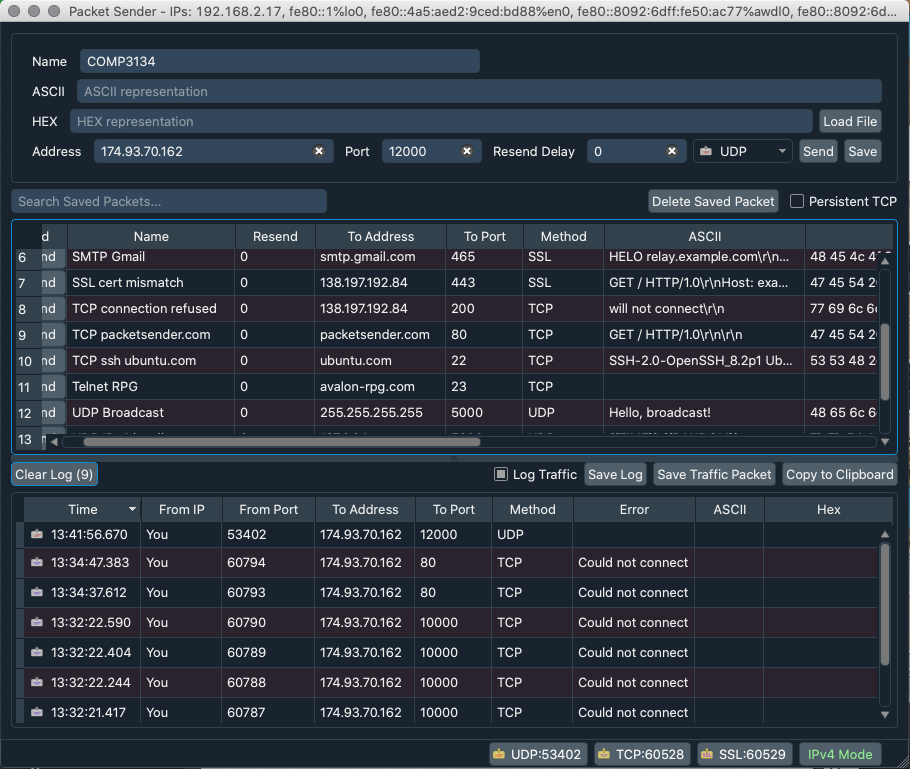 Packet Sender - IPs: 192.168.2.17, fe80::1%lo0, fe80::4a5:aed2:9ced:bd88%en0, fe80::8092:6dff:fe50:ac77%awdl0, fe80::8092:6d...
Name COMP3134
ASCII ASCII representation
HEX HEX representation Load File
Address 174.93.70.162 Port 12000 Resend Delay 0 UDP Send Save
Search Saved Packets... Delete Saved Packet Persistent TCP
d Name Resend To Address To Port Method ASCII
6 nd SMTP Gmail 0 smtp.gmail.com 465 SSL HELO relay.example.com\r\n... 48 45 4c
7 nd SSL cert mismatch 0 138.197.192.84 443 SSL GET / HTTP/1.0\r\nHost: exa... 47 45 54 2
8 nd TCP connection refused 0 138.197.192.84 200 TCP will not connect\r\n 77 69 6c 6
9 nd TCP packetsender.com 0 packetsender.com 80 TCP GET / HTTP/1.0\r\n\r\n 47 45 54 2
10 nd TCP ssh ubuntu.com 0 ubuntu.com 22 TCP SSH-2.0-OpenSSH_8.2p1 Ub... 53 53 48 2
11 nd Telnet RPG 0 avalon-rpg.com 23 TCP
12 nd UDP Broadcast 0 255.255.255.255 5000 UDP Hello, broadcast! 48 65 6c 6
13
Clear Log (9) Log Traffic Save Log Save Traffic Packet Copy to Clipboard
Time From IP From Port To Address To Port Method Error ASCII Hex
13:41:56.670 You 53402 174.93.70.162 12000 UDP
13:34:47.383 You 60794 174.93.70.162 80 TCP Could not connect
13:34:37.612 You 60793 174.93.70.162 80 TCP Could not connect
13:32:22.590 You 60790 174.93.70.162 10000 TCP Could not connect
13:32:22.404 You 60789 174.93.70.162 10000 TCP Could not connect
13:32:22.244 You 60788 174.93.70.162 10000 TCP Could not connect
13:32:21.417 You 60787 174.93.70.162 10000 TCP Could not connect
UDP:53402 TCP:60528 SSL:60529 IPv4 Mode